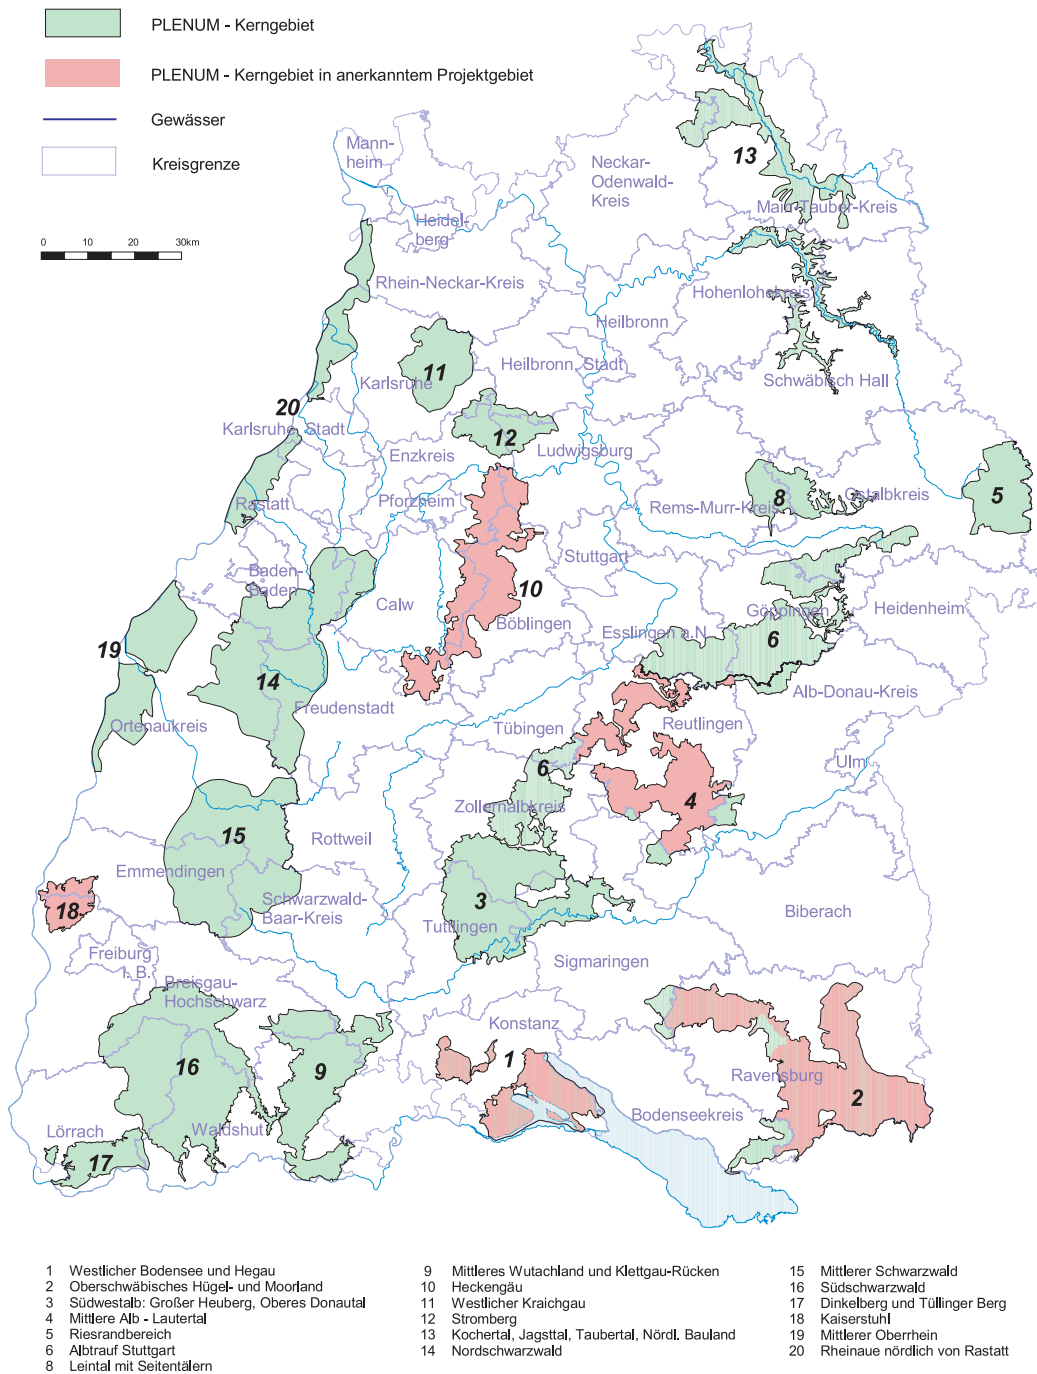 PLENUM - Kerngebiet
PLENUM - Kerngebiet in anerkanntem Projektgebiet
Gewässer
Kreisgrenze
0 10 20 30km
Mann-
heim
Neckar-
Odenwald-
Kreis
13
Main-Tauber-Kreis
Heidel-
berg
Rhein-Neckar-Kreis
Hohenlohekreis
Heilbronn
Heilbronn, Stadt
11
Karlsruhe
Schwäbisch Hall
20
Karlsruhe Stadt
12
Enzkreis
Ludwigsburg
Pforzheim
Rastatt
8
Ostalbkreis
5
Rems-Murr-Kreis
Stuttgart
Baden-
Baden
10
Calw
Böblingen
Göppingen
Heidenheim
Esslingen a.N
6
19
14
Alb-Donau-Kreis
Freudenstadt
Ortenaukreis
Tübingen
Reutlingen
Ulm
6
4
Zollernalbkreis
15
Rottweil
Emmendingen
Schwarzwald-
Baar-Kreis
3
18
Tuttlingen
Biberach
Freiburg
i. B.
Sigmaringen
Breisgau-
Hochschwarz
Konstanz
16
9
1
Ravensburg
2
Bodenseekreis
Lörrach
Waldshut
17
1 Westlicher Bodensee und Hegau
2 Oberschwäbisches Hügel- und Moorland
3 Südwestalb: Großer Heuberg, Oberes Donautal
4 Mittlere Alb - Lautertal
5 Riesrandbereich
6 Albtrauf Stuttgart
8 Leintal mit Seitentälern
9 Mittleres Wutachland und Klettgau-Rücken
10 Heckengäu
11 Westlicher Kraichgau
12 Stromberg
13 Kochertal, Jagsttal, Taubertal, Nördl. Bauland
14 Nordschwarzwald
15 Mittlerer Schwarzwald
16 Südschwarzwald
17 Dinkelberg und Tüllinger Berg
18 Kaiserstuhl
19 Mittlerer Oberrhein
20 Rheinaue nördlich von Rastatt